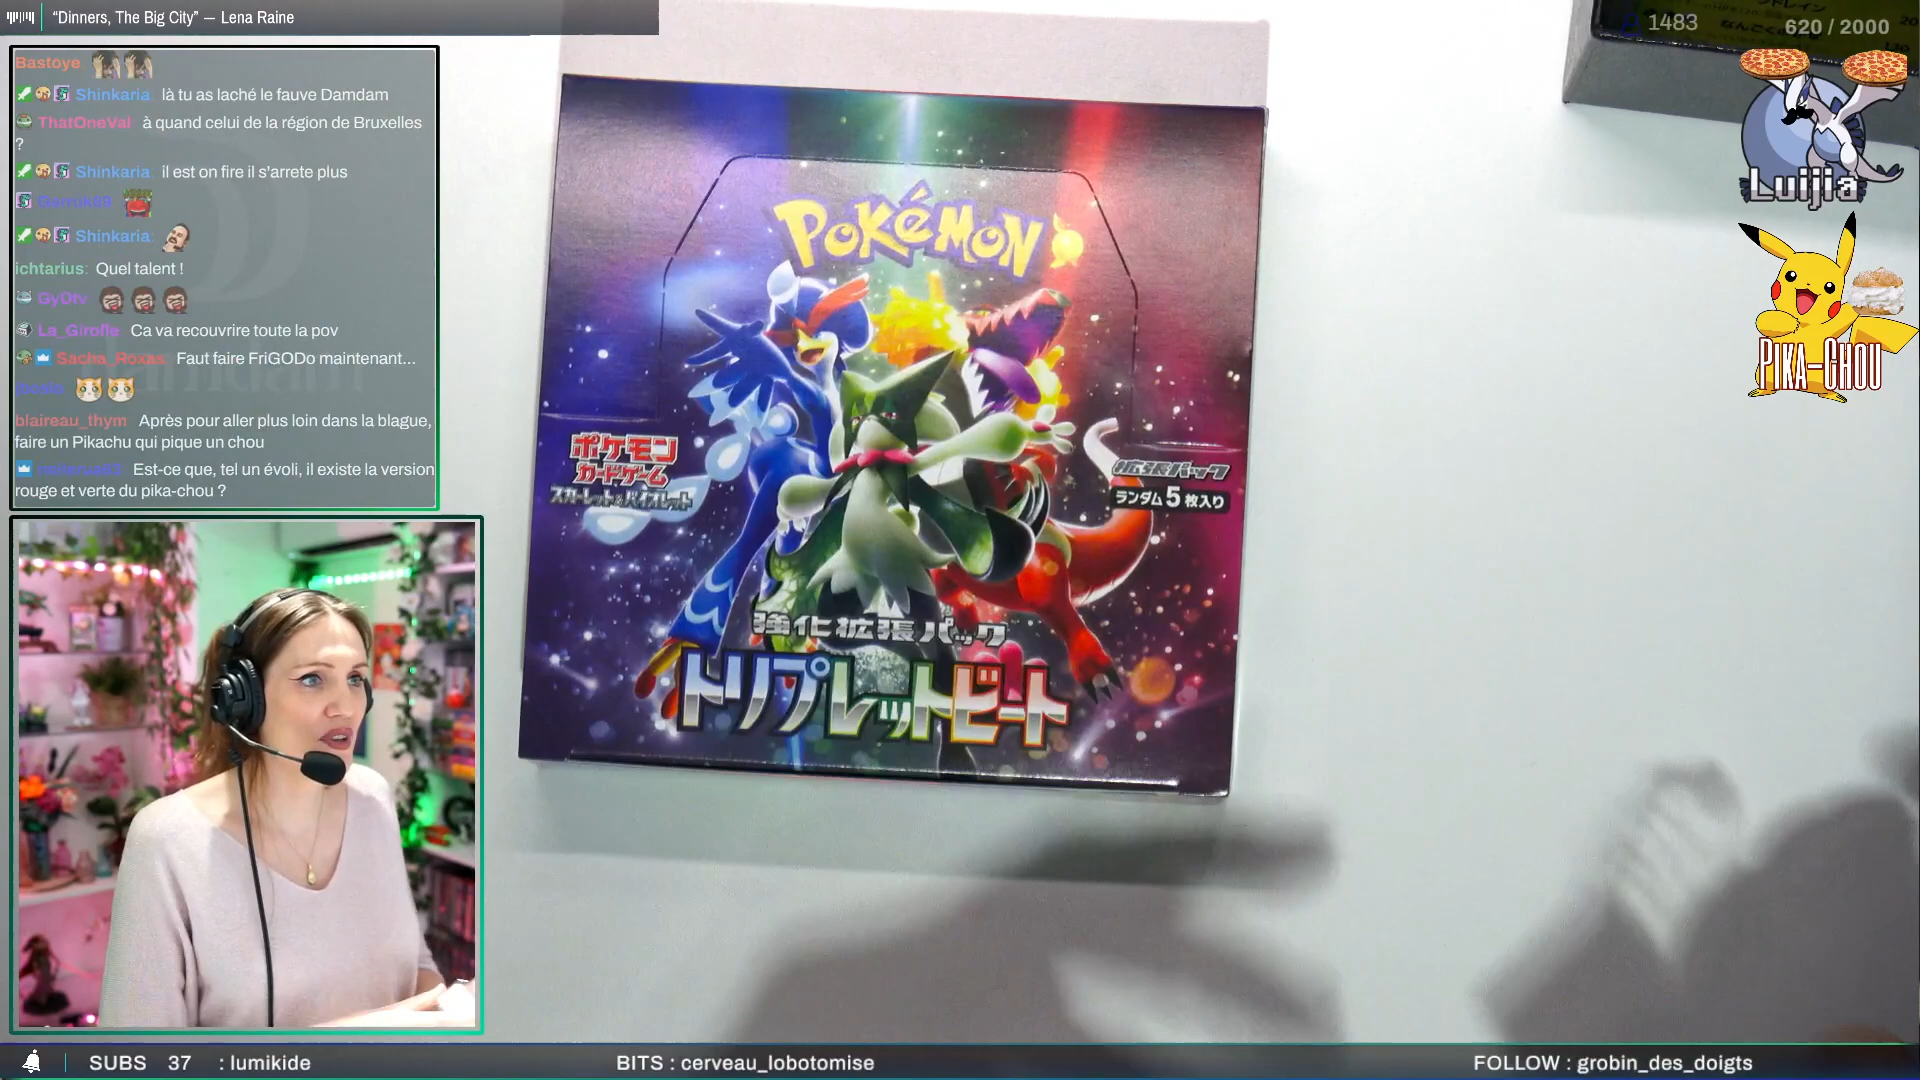 “Dinners, The Big City” — Lena Raine
Bastoye
Shinkaria: là tu as laché le fauve Damdam
ThatOneVal à quand celui de la région de Bruxelles
?
Shinkaria: il est on fire il s’arrete plus
Shinkaria:
ichtarius: Quel talent !
GyOtv
La_Girofle Ca va recouvrire toute la pov
Sacha_Roxas: Faut faire FriGODo maintenant...
blaireau_thym Après pour aller plus loin dans la blague,
faire un Pikachu qui pique un chou
Est-ce que, tel un évoli, il existe la version
rouge et verte du pika-chou ?
POKÉMON
ポケモン
カードゲーム
スカーレット&バイオレット
拡張パック
ランダム5枚入り
強化拡張パック
トリプレットビート
1483
620 / 2000
Luijia
PIKA-CHOU
SUBS 37 : lumikide
BITS : cerveau_lobotomise
FOLLOW : grobin_des_doigts